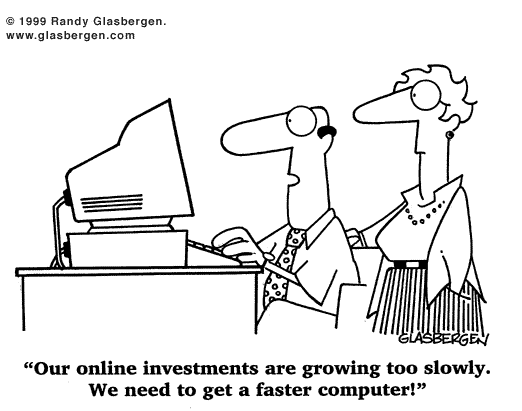 © 1999 Randy Glasbergen.
www.glasbergen.com
GLASBERGEN
“Our online investments are growing too slowly.
We need to get a faster computer!”